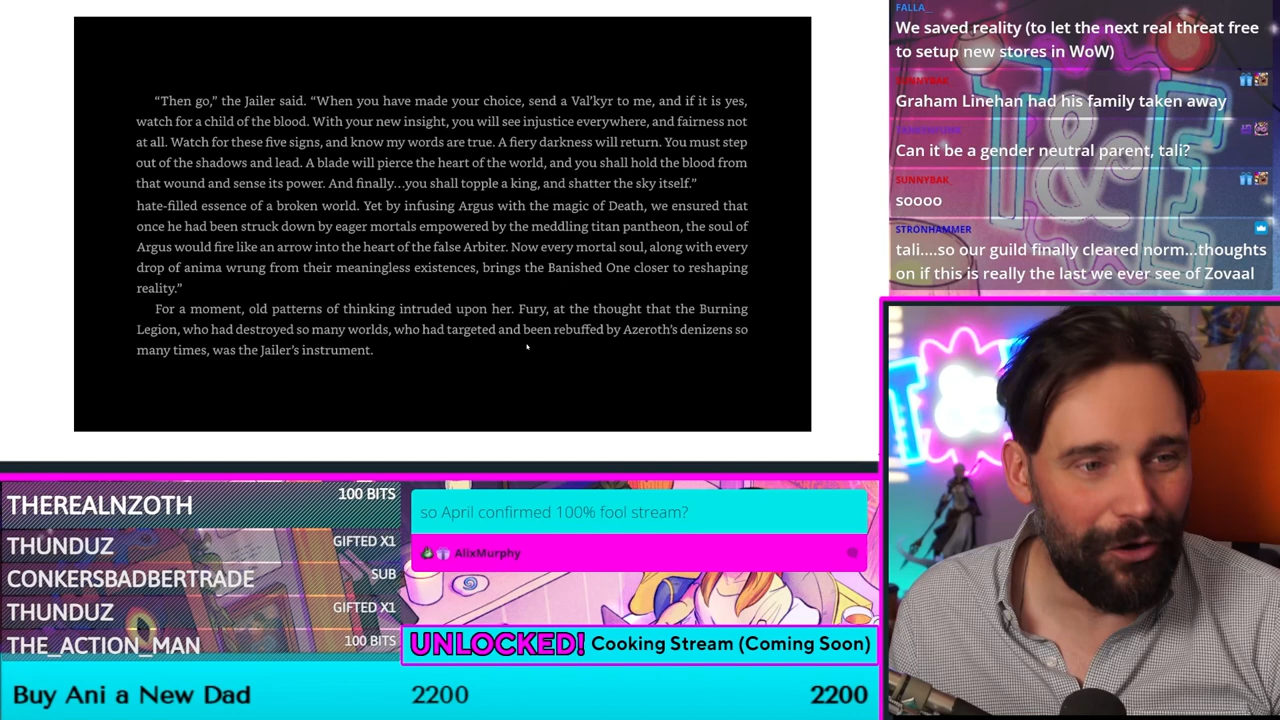 “Then go,” the Jailer said. “When you have made your choice, send a Val’kyr to me, and if it is yes,
watch for a child of the blood. With your new insight, you will see injustice everywhere, and fairness not
at all. Watch for these five signs, and know my words are true. A fiery darkness will return. You must step
out of the shadows and lead. A blade will pierce the heart of the world, and you shall hold the blood from
that wound and sense its power. And finally…you shall topple a king, and shatter the sky itself.”
hate-filled essence of a broken world. Yet by infusing Argus with the magic of Death, we ensured that
once he had been struck down by eager mortals empowered by the meddling titan pantheon, the soul of
Argus would fire like an arrow into the heart of the false Arbiter. Now every mortal soul, along with every
drop of anima wrung from their meaningless existences, brings the Banished One closer to reshaping
reality.”
For a moment, old patterns of thinking intruded upon her. Fury, at the thought that the Burning
Legion, who had destroyed so many worlds, who had targeted and been rebuffed by Azeroth’s denizens so
many times, was the Jailer’s instrument.
FALLA_
We saved reality (to let the next real threat free
to setup new stores in WoW)
SUNNYBAK_
Graham Linehan had his family taken away
Can it be a gender neutral parent, tali?
SUNNYBAK_
soooo
STRONHAMMER
tali....so our guild finally cleared norm...thoughts
on if this is really the last we ever see of Zovaal
T&E
THEREALNZOTH 100 BITS
THUNDUZ GIFTED X1
CONKERSBADBERTRADE SUB
THUNDUZ GIFTED X1
THE_ACTION_MAN 100 BITS
so April confirmed 100% fool stream?
AlixMurphy
UNLOCKED! Cooking Stream (Coming Soon)
Buy Ani a New Dad 2200 2200